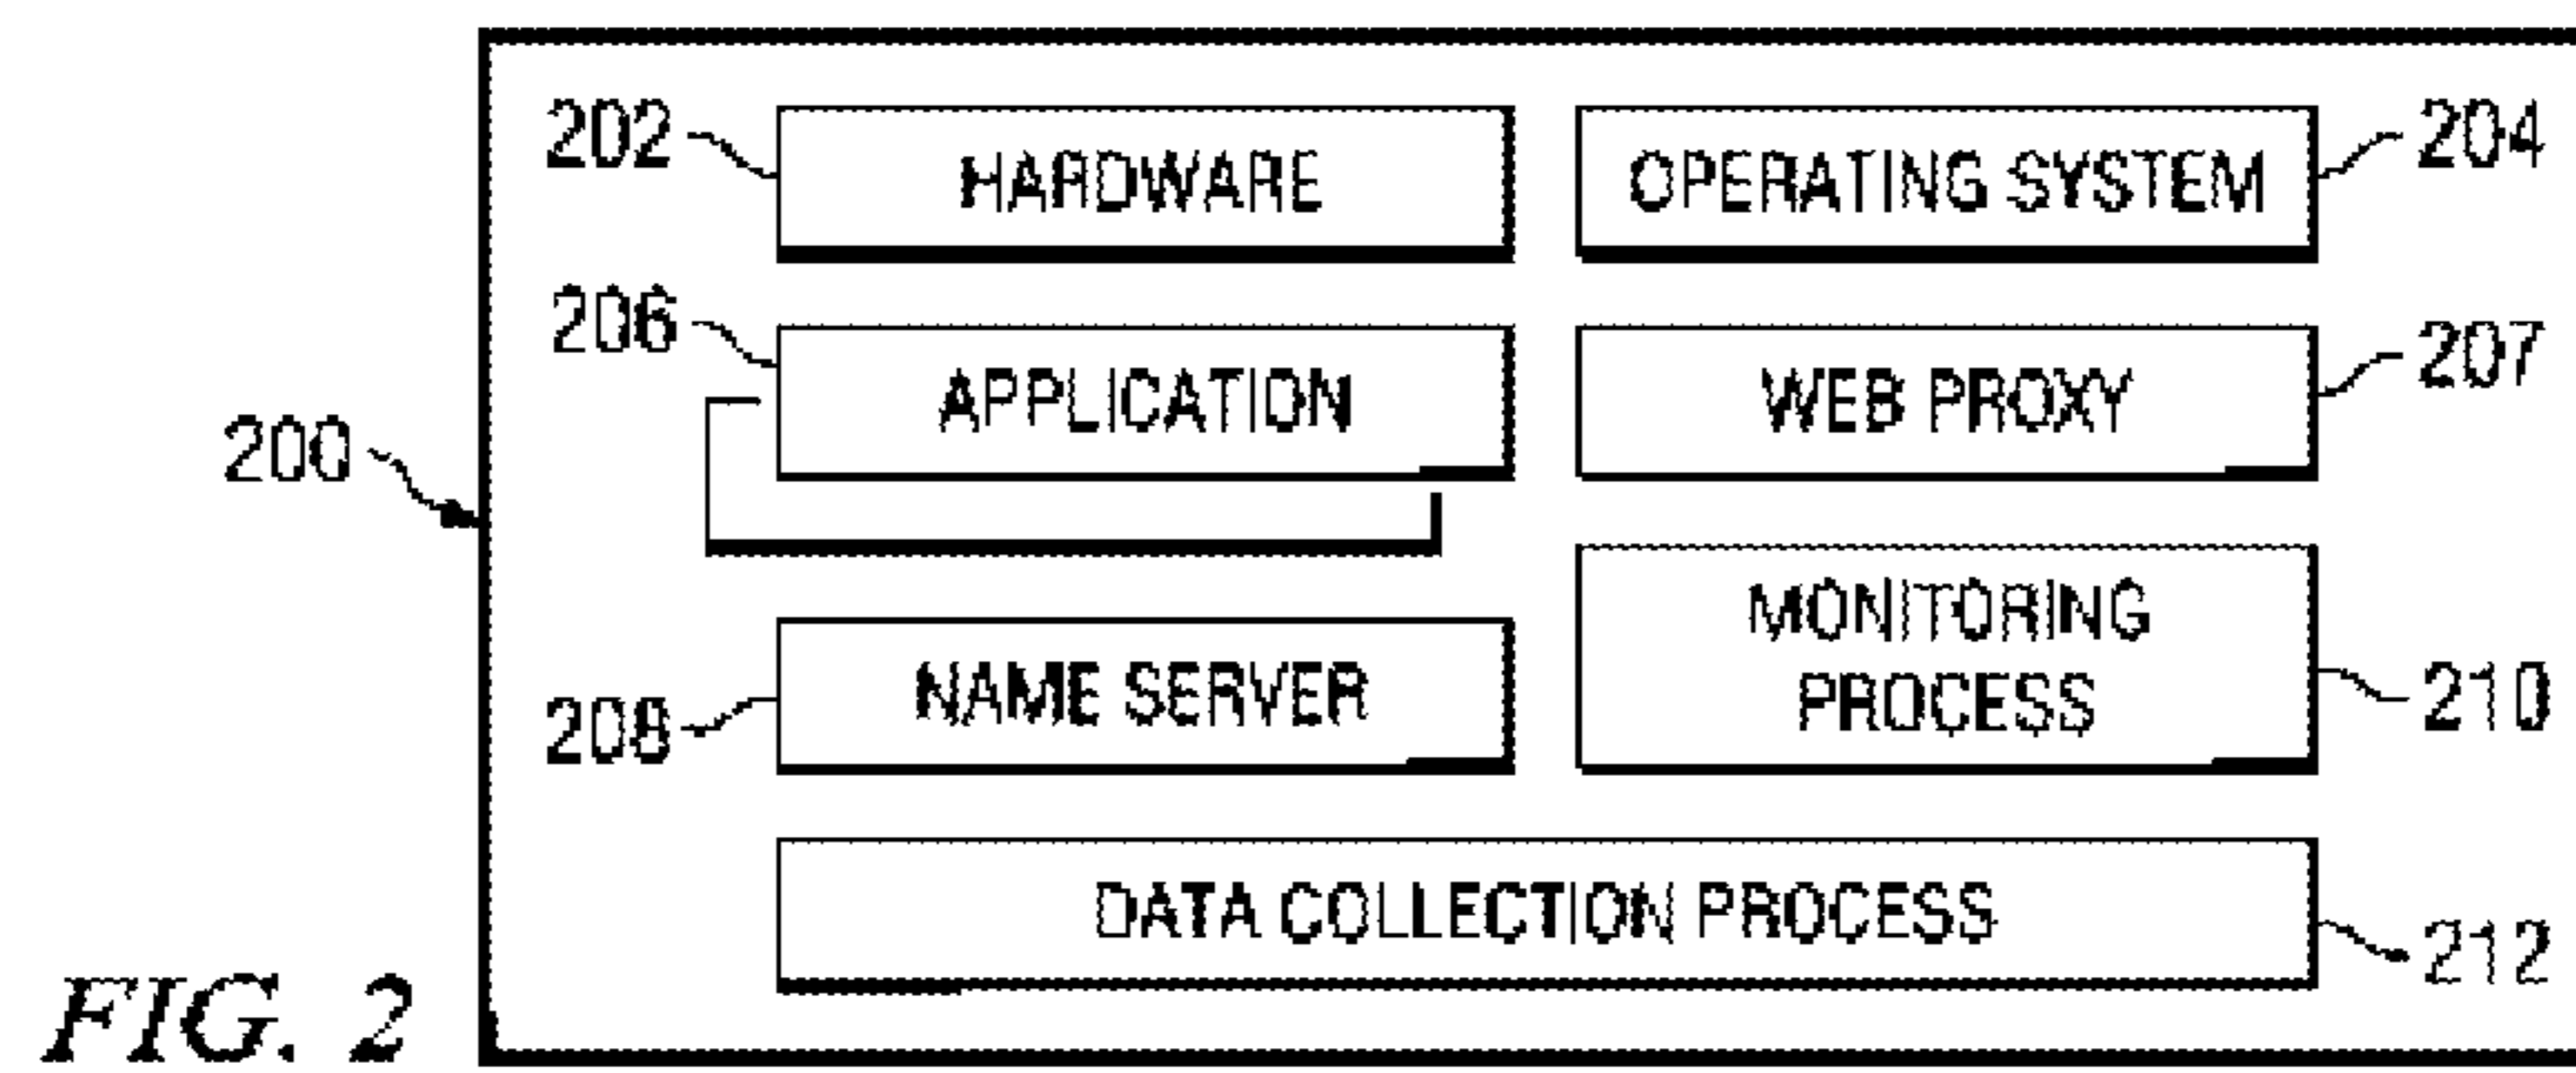 202 HARDWARE OPERATING SYSTEM 204
206 APPLICATION WEB PROXY 207
200
208 NAME SERVER MONITORING PROCESS 210
DATA COLLECTION PROCESS 212
FIG. 2